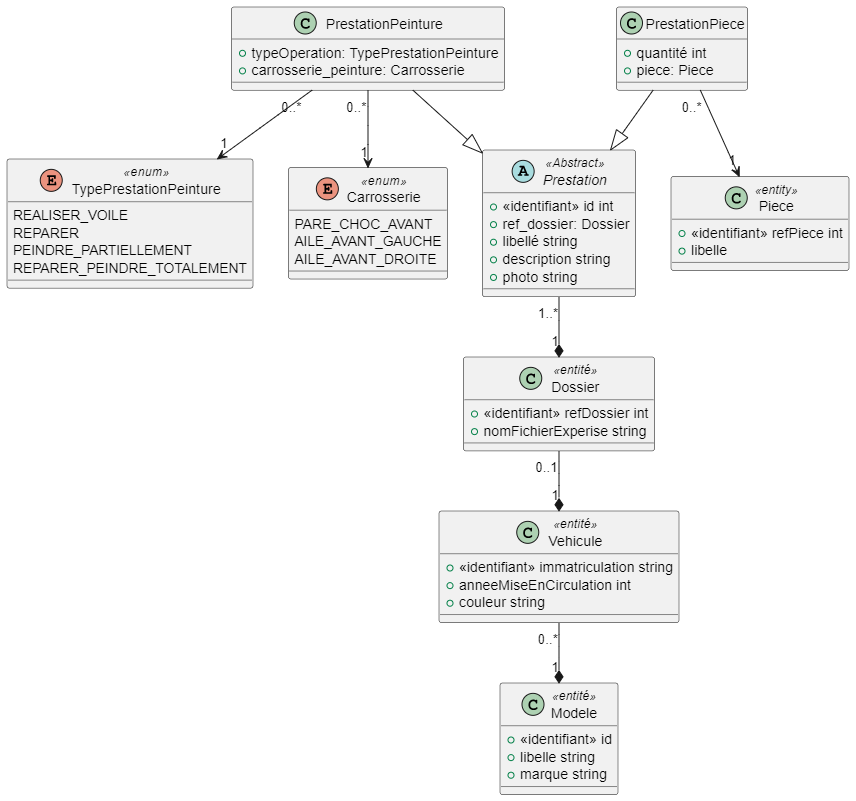 C PrestationPeinture
typeOperation: TypePrestationPeinture
carrosserie_peinture: Carrosserie
C PrestationPiece
quantité int
piece: Piece
0..*
1
0..*
1
0..*
1
E «enum»
TypePrestationPeinture
REALISER_VOILE
REPARER
PEINDRE_PARTIELLEMENT
REPARER_PEINDRE_TOTALEMENT
E «enum»
Carrosserie
PARE_CHOC_AVANT
AILE_AVANT_GAUCHE
AILE_AVANT_DROITE
A «Abstract»
Prestation
«identifiant» id int
ref_dossier: Dossier
libellé string
description string
photo string
C «entity»
Piece
«identifiant» refPiece int
libelle
1..*
1
C «entité»
Dossier
«identifiant» refDossier int
nomFichierExperise string
0..1
1
C «entité»
Vehicule
«identifiant» immatriculation string
anneeMiseEnCirculation int
couleur string
0..*
1
C «entité»
Modele
«identifiant» id
libelle string
marque string